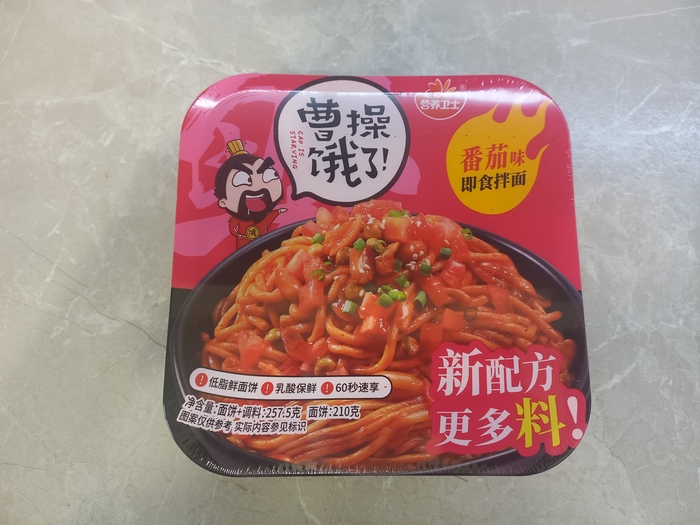 营养卫士
曹操
饿了!
CAO IS
STARVING
番茄味
即食拌面
! 低脂鲜面饼 ! 乳酸保鲜 ! 60秒速享
净含量:面饼+调料:257.5克 面饼:210克
图案仅供参考 实际内容参见标识
新配方
更多料!